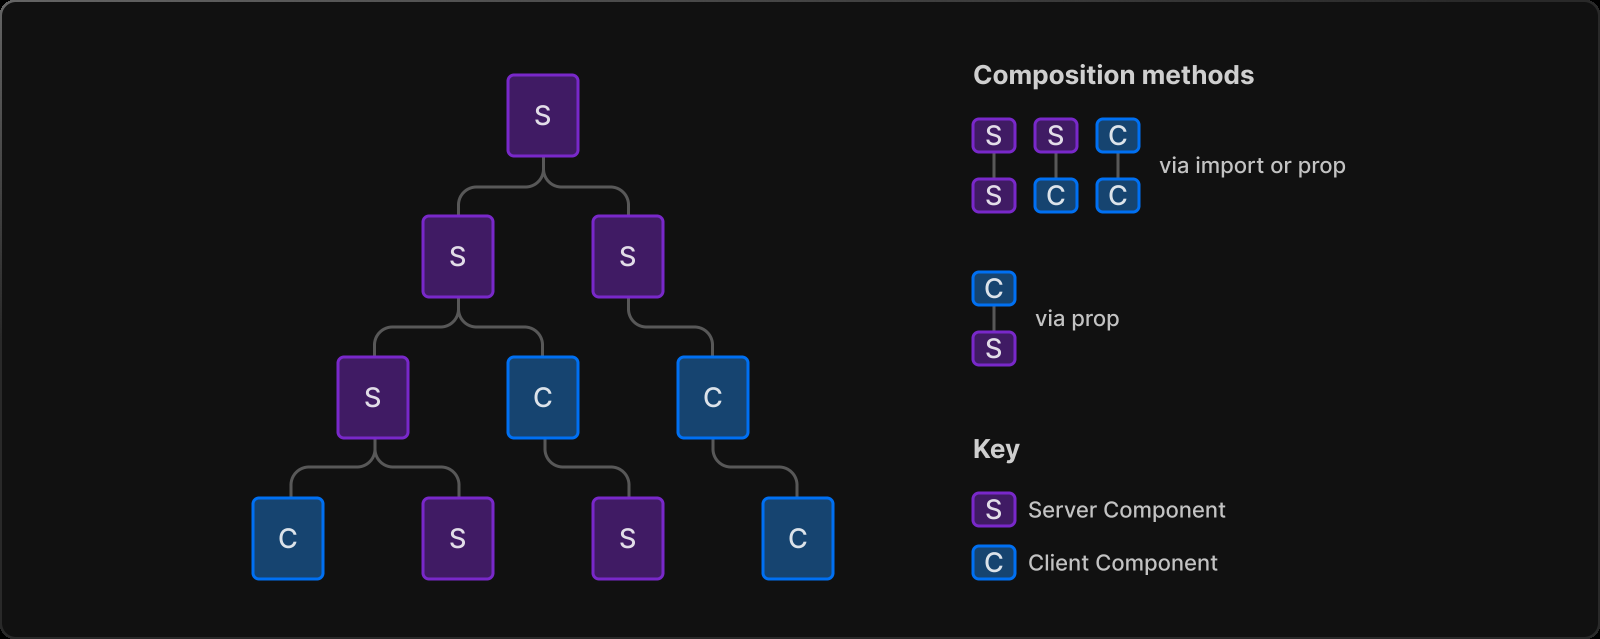 S
S S
S C C
C S S C
Composition methods
S S C
via import or prop
S C C
C
via prop
S
Key
S Server Component
C Client Component